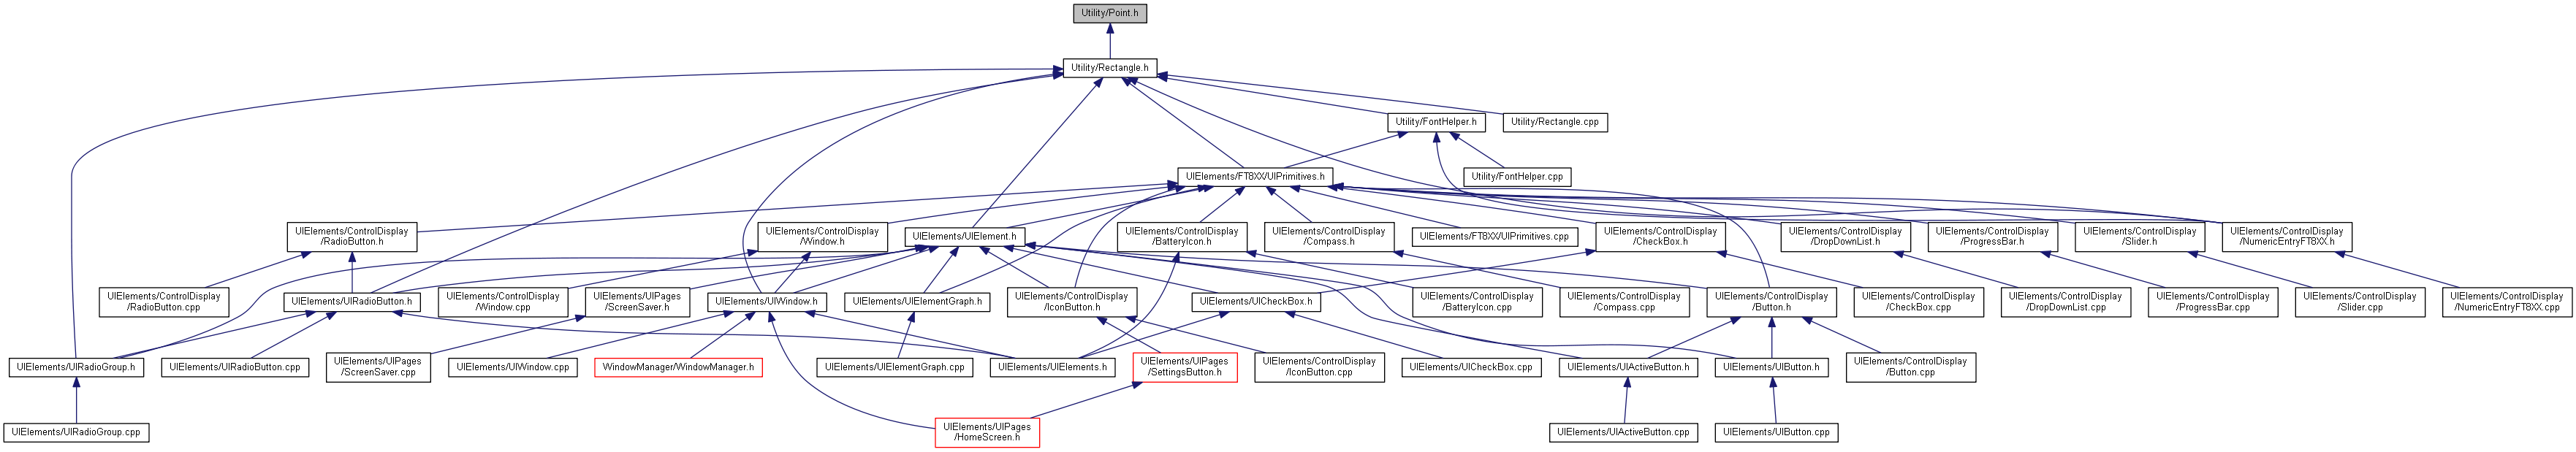 Utility/Point.h
Utility/Rectangle.h
Utility/FontHelper.h
Utility/Rectangle.cpp
UIElements/FT8XX/UIPrimitives.h
Utility/FontHelper.cpp
UIElements/ControlDisplay
/RadioButton.h
UIElements/ControlDisplay
/Window.h
UIElements/UIElement.h
UIElements/ControlDisplay
/BatteryIcon.h
UIElements/ControlDisplay
/Compass.h
UIElements/FT8XX/UIPrimitives.cpp
UIElements/ControlDisplay
/CheckBox.h
UIElements/ControlDisplay
/DropDownList.h
UIElements/ControlDisplay
/ProgressBar.h
UIElements/ControlDisplay
/Slider.h
UIElements/ControlDisplay
/NumericEntryFT8XX.h
UIElements/ControlDisplay
/RadioButton.cpp
UIElements/UIRadioButton.h
UIElements/ControlDisplay
/Window.cpp
UIElements/UIPages
/ScreenSaver.h
UIElements/UIWindow.h
UIElements/UIElementGraph.h
UIElements/ControlDisplay
/IconButton.h
UIElements/UICheckBox.h
UIElements/ControlDisplay
/BatteryIcon.cpp
UIElements/ControlDisplay
/Compass.cpp
UIElements/ControlDisplay
/Button.h
UIElements/ControlDisplay
/CheckBox.cpp
UIElements/ControlDisplay
/DropDownList.cpp
UIElements/ControlDisplay
/ProgressBar.cpp
UIElements/ControlDisplay
/Slider.cpp
UIElements/ControlDisplay
/NumericEntryFT8XX.cpp
UIElements/UIRadioGroup.h
UIElements/UIRadioButton.cpp
UIElements/UIPages
/ScreenSaver.cpp
UIElements/UIWindow.cpp
WindowManager/WindowManager.h
UIElements/UIElementGraph.cpp
UIElements/UIElements.h
UIElements/UIPages
/SettingsButton.h
UIElements/ControlDisplay
/IconButton.cpp
UIElements/UICheckBox.cpp
UIElements/UIActiveButton.h
UIElements/UIButton.h
UIElements/ControlDisplay
/Button.cpp
UIElements/UIRadioGroup.cpp
UIElements/UIPages
/HomeScreen.h
UIElements/UIActiveButton.cpp
UIElements/UIButton.cpp